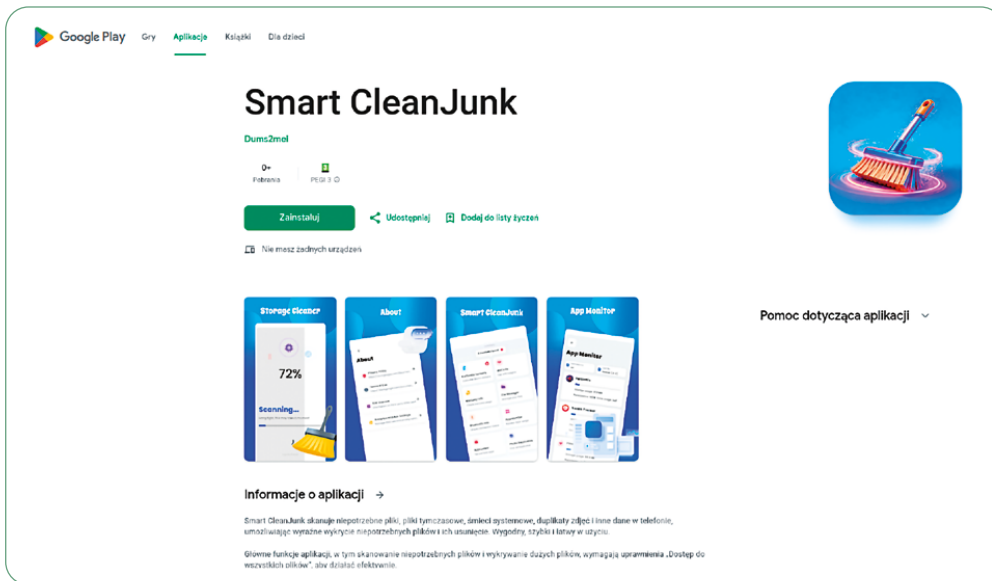 Google Play Gry Aplikacje Książki Dla dzieci
Smart CleanJunk
Dums2mol
0+
Pobrania
PEGI 3
Zainstaluj
Udostępniaj
Dodaj do listy życzeń
Nie masz żadnych urządzeń
Storage Cleaner
72%
Scanning...
About
About
Smart CleanJunk
App Monitor
App Monitor
Pomoc dotycząca aplikacji
Informacje o aplikacji
Smart CleanJunk skanuje niepotrzebne pliki, pliki tymczasowe, śmieci systemowe, duplikaty zdjęć i inne dane w telefonie,
umożliwiając wyraźne wykrycie niepotrzebnych plików i ich usunięcie. Wygodny, szybki i łatwy w użyciu.
Główne funkcje aplikacji, w tym skanowanie niepotrzebnych plików i wykrywanie dużych plików, wymagają uprawnienia „Dostęp do
wszystkich plików", aby działać efektywnie.